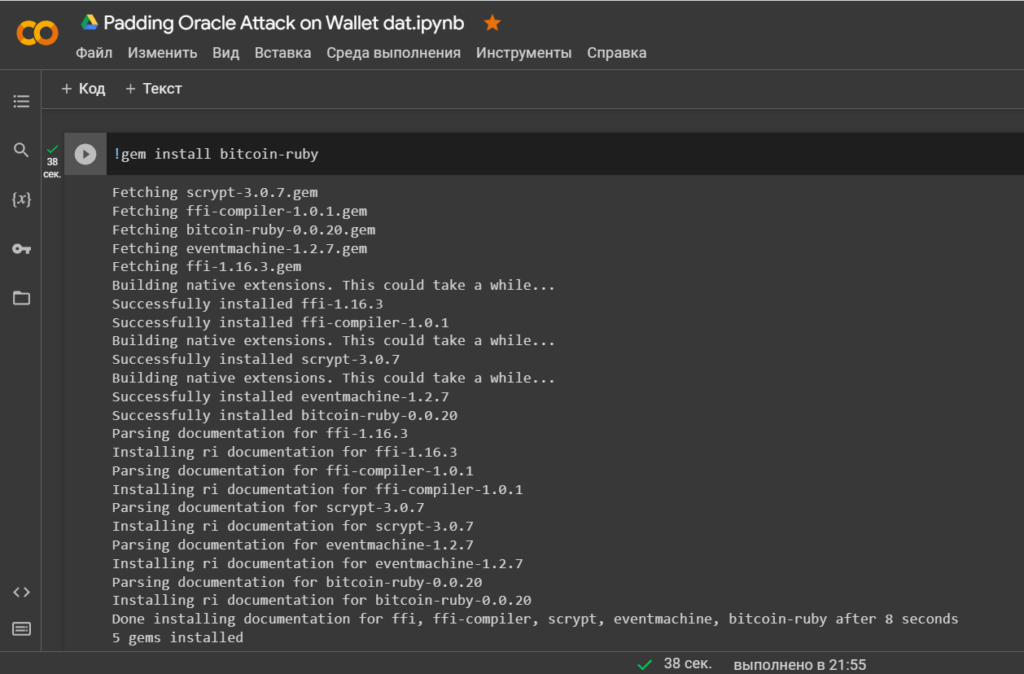 Padding Oracle Attack on Wallet dat.ipynb
Файл Изменить Вид Вставка Среда выполнения Инструменты Справка
+ Код + Текст
38 сек.
!gem install bitcoin-ruby
Fetching scrypt-3.0.7.gem
Fetching ffi-compiler-1.0.1.gem
Fetching bitcoin-ruby-0.0.20.gem
Fetching eventmachine-1.2.7.gem
Fetching ffi-1.16.3.gem
Building native extensions. This could take a while...
Successfully installed ffi-1.16.3
Successfully installed ffi-compiler-1.0.1
Building native extensions. This could take a while...
Successfully installed scrypt-3.0.7
Building native extensions. This could take a while...
Successfully installed eventmachine-1.2.7
Successfully installed bitcoin-ruby-0.0.20
Parsing documentation for ffi-1.16.3
Installing ri documentation for ffi-1.16.3
Parsing documentation for ffi-compiler-1.0.1
Installing ri documentation for ffi-compiler-1.0.1
Parsing documentation for scrypt-3.0.7
Installing ri documentation for scrypt-3.0.7
Parsing documentation for eventmachine-1.2.7
Installing ri documentation for eventmachine-1.2.7
Parsing documentation for bitcoin-ruby-0.0.20
Installing ri documentation for bitcoin-ruby-0.0.20
Done installing documentation for ffi, ffi-compiler, scrypt, eventmachine, bitcoin-ruby after 8 seconds
5 gems installed
38 сек. выполнено в 21:55